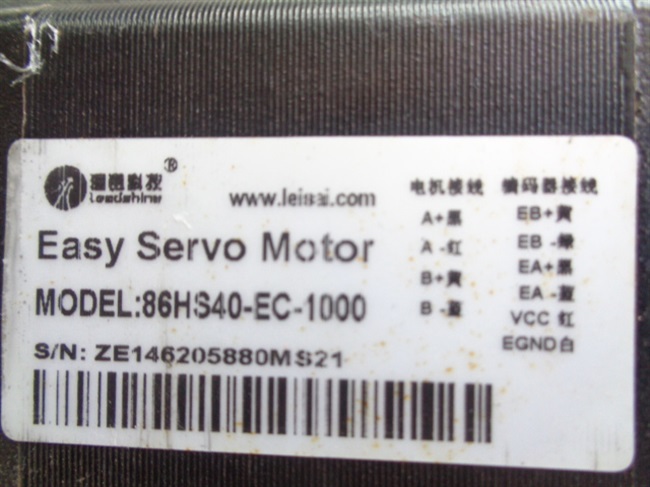 雷赛科技®
Leadshine
www.leisai.com
Easy Servo Motor
MODEL:86HS40-EC-1000
S/N: ZE146205880MS21
电机接线
A+黑
A -红
B+黄
B -蓝
编码器接线
EB+黄
EB -绿
EA+黑
EA -蓝
VCC 红
EGND白